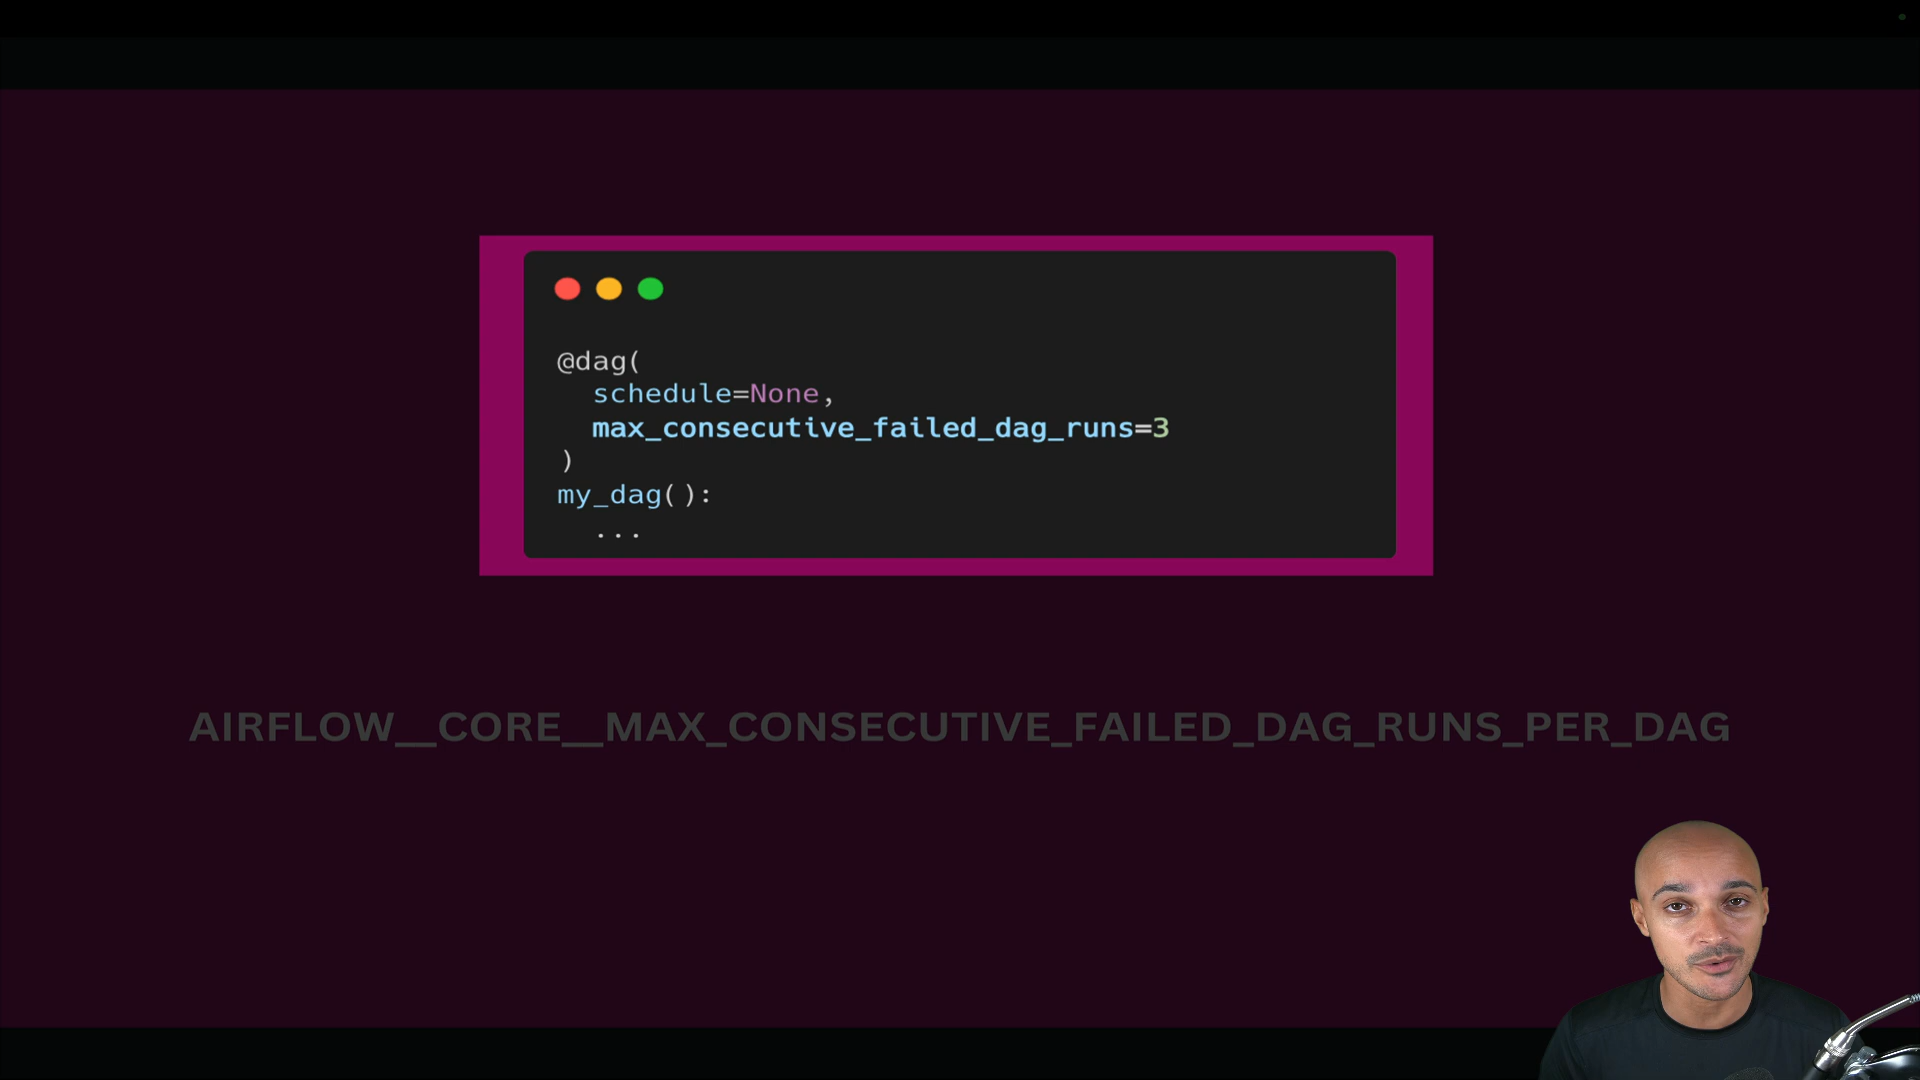 @dag(
schedule=None,
max_consecutive_failed_dag_runs=3
)
my_dag():
...
AIRFLOW__CORE__MAX_CONSECUTIVE_FAILED_DAG_RUNS_PER_DAG